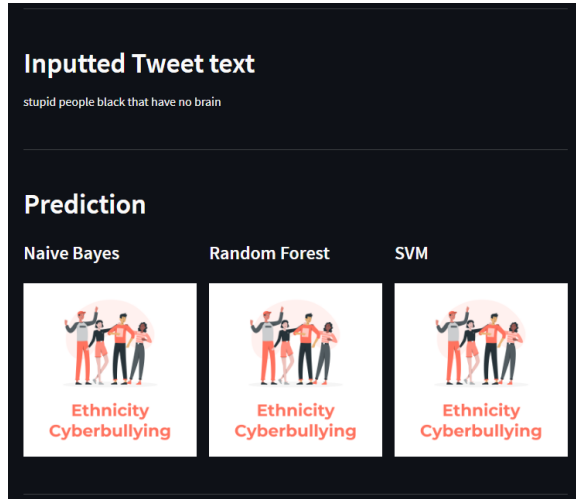 Inputted Tweet text
stupid people black that have no brain
Prediction
Naive Bayes
Random Forest
SVM
Ethnicity
Cyberbullying
Ethnicity
Cyberbullying
Ethnicity
Cyberbullying